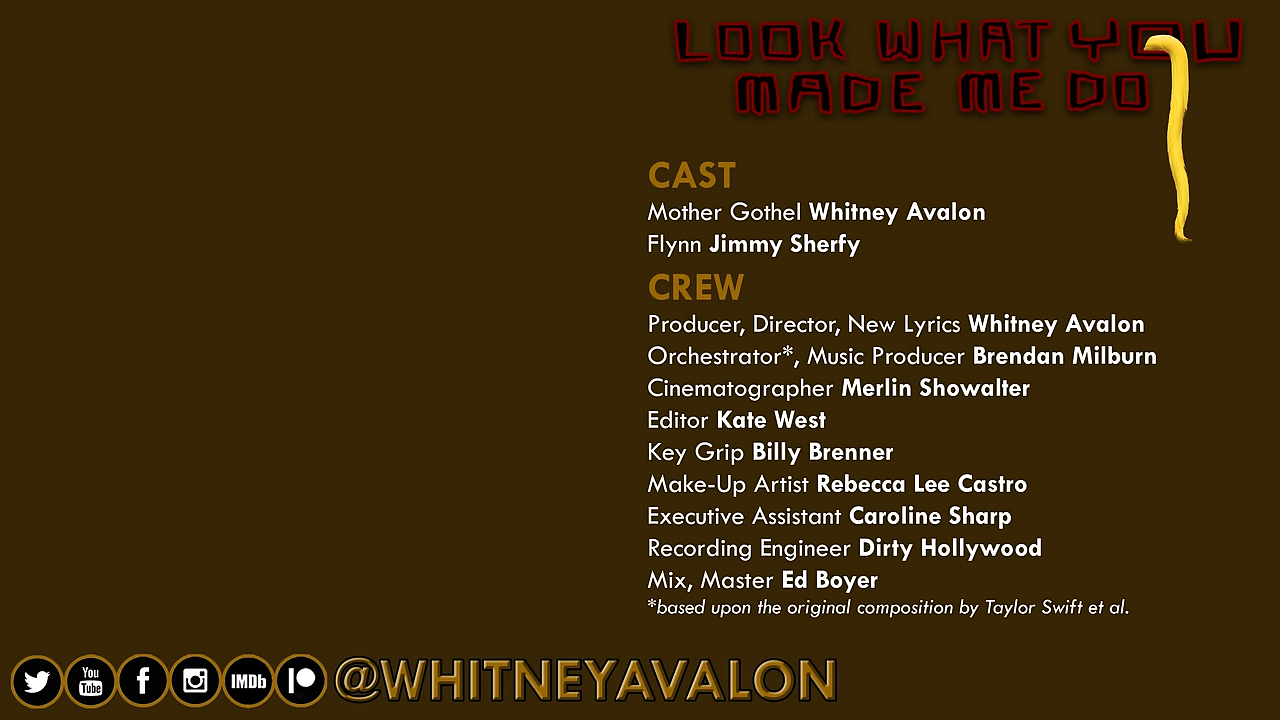 LOOK WHAT YOU
MADE ME DO
CAST
Mother Gothel Whitney Avalon
Flynn Jimmy Sherfy
CREW
Producer, Director, New Lyrics Whitney Avalon
Orchestrator*, Music Producer Brendan Milburn
Cinematographer Merlin Showalter
Editor Kate West
Key Grip Billy Brenner
Make-Up Artist Rebecca Lee Castro
Executive Assistant Caroline Sharp
Recording Engineer Dirty Hollywood
Mix, Master Ed Boyer
*based upon the original composition by Taylor Swift et al.
You Tube IMDb @WHITNEYAVALON